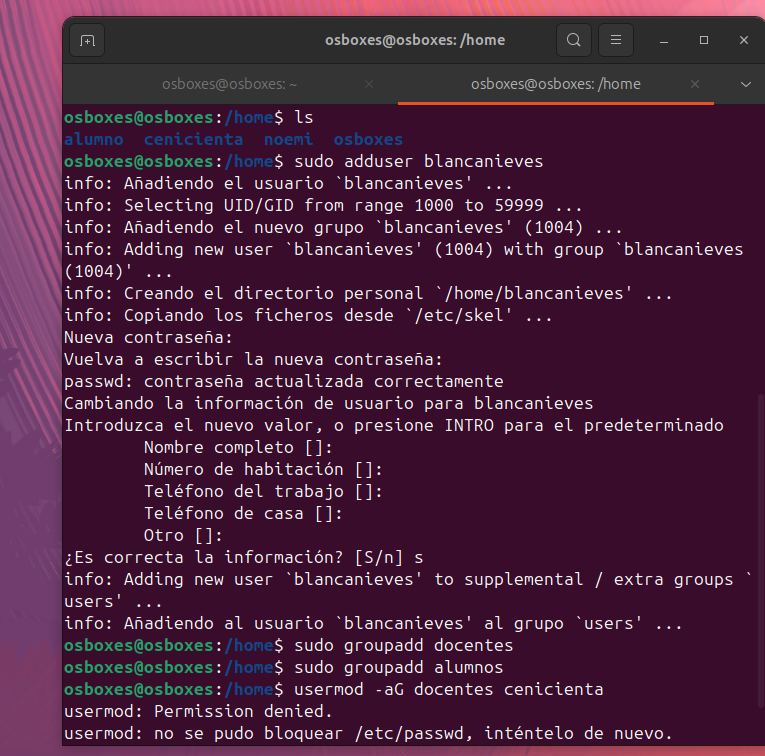 osboxes@osboxes: /home
osboxes@osboxes: ~
osboxes@osboxes: /home
osboxes@osboxes:/home$ ls
alumno  cenicienta  noemi  osboxes
osboxes@osboxes:/home$ sudo adduser blancanieves
info: Añadiendo el usuario `blancanieves' ...
info: Selecting UID/GID from range 1000 to 59999 ...
info: Añadiendo el nuevo grupo `blancanieves' (1004) ...
info: Adding new user `blancanieves' (1004) with group `blancanieves
(1004)' ...
info: Creando el directorio personal `/home/blancanieves' ...
info: Copiando los ficheros desde `/etc/skel' ...
Nueva contraseña:
Vuelva a escribir la nueva contraseña:
passwd: contraseña actualizada correctamente
Cambiando la información de usuario para blancanieves
Introduzca el nuevo valor, o presione INTRO para el predeterminado
        Nombre completo []:
        Número de habitación []:
        Teléfono del trabajo []:
        Teléfono de casa []:
        Otro []:
¿Es correcta la información? [S/n] s
info: Adding new user `blancanieves' to supplemental / extra groups `
users' ...
info: Añadiendo al usuario `blancanieves' al grupo `users' ...
osboxes@osboxes:/home$ sudo groupadd docentes
osboxes@osboxes:/home$ sudo groupadd alumnos
osboxes@osboxes:/home$ usermod -aG docentes cenicienta
usermod: Permission denied.
usermod: no se pudo bloquear /etc/passwd, inténtelo de nuevo.